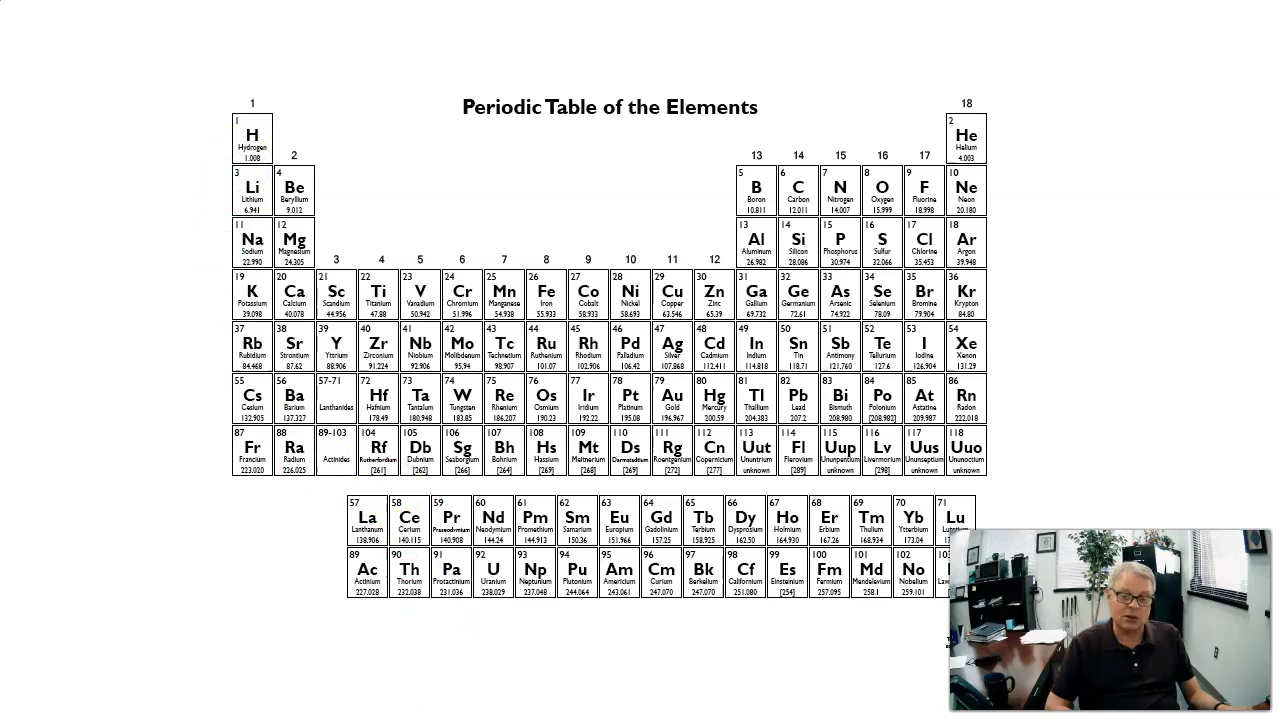 Periodic Table of the Elements
1 18
1 2
H He
Hydrogen Helium
1.008 4.003
2 13 14 15 16 17
3 4 5 6 7 8 9 10
Li Be B C N O F Ne
Lithium Beryllium Boron Carbon Nitrogen Oxygen Fluorine Neon
6.941 9.012 10.811 12.011 14.007 15.999 18.998 20.180
11 12 13 14 15 16 17 18
Na Mg Al Si P S Cl Ar
Sodium Magnesium Aluminum Silicon Phosphorus Sulfur Chlorine Argon
22.990 24.305 26.982 28.086 30.974 32.066 35.453 39.948
3 4 5 6 7 8 9 10 11 12
19 20 21 22 23 24 25 26 27 28 29 30 31 32 33 34 35 36
K Ca Sc Ti V Cr Mn Fe Co Ni Cu Zn Ga Ge As Se Br Kr
Potassium Calcium Scandium Titanium Vanadium Chromium Manganese Iron Cobalt Nickel Copper Zinc Gallium Germanium Arsenic Selenium Bromine Krypton
39.098 40.078 44.956 47.88 50.942 51.996 54.938 55.933 58.933 58.693 63.546 65.39 69.732 72.61 74.922 78.09 79.904 84.80
37 38 39 40 41 42 43 44 45 46 47 48 49 50 51 52 53 54
Rb Sr Y Zr Nb Mo Tc Ru Rh Pd Ag Cd In Sn Sb Te I Xe
Rubidium Strontium Yttrium Zirconium Niobium Molibdenum Technetium Ruthenium Rhodium Palladium Silver Cadmium Indium Tin Antimony Tellurium Iodine Xenon
84.468 87.62 88.906 91.224 92.906 95.94 98.907 101.07 102.906 106.42 107.868 112.411 114.818 118.71 121.760 127.6 126.904 131.29
55 56 57-71 72 73 74 75 76 77 78 79 80 81 82 83 84 85 86
Cs Ba Hf Ta W Re Os Ir Pt Au Hg Tl Pb Bi Po At Rn
Cesium Barium Lanthanides Hafnium Tantalum Tungsten Rhenium Osmium Iridium Platinum Gold Mercury Thallium Lead Bismuth Polonium Astatine Radon
132.905 137.327 178.49 180.948 183.85 186.207 190.23 192.22 195.08 196.967 200.59 204.383 207.2 208.980 [208.982] 209.987 222.018
87 88 89-103 104 105 106 107 108 109 110 111 112 113 114 115 116 117 118
Fr Ra Rf Db Sg Bh Hs Mt Ds Rg Cn Uut Fl Uup Lv Uus Uuo
Francium Radium Actinides Rutherfordium Dubnium Seaborgium Bohrium Hassium Meitnerium Darmstadtium Roentgenium Copernicium Ununtrium Flerovium Ununpentium Livermorium Ununseptium Ununoctium
223.020 226.025 [261] [262] [266] [264] [269] [268] [269] [272] [277] unknown [289] unknown [298] unknown unknown
57 58 59 60 61 62 63 64 65 66 67 68 69 70 71
La Ce Pr Nd Pm Sm Eu Gd Tb Dy Ho Er Tm Yb Lu
Lanthanum Cerium Praseodymium Neodymium Promethium Samarium Europium Gadolinium Terbium Dysprosium Holmium Erbium Thulium Ytterbium
138.906 140.115 140.908 144.24 144.913 150.36 151.966 157.25 158.925 162.50 164.930 167.26 168.934 173.04
89 90 91 92 93 94 95 96 97 98 99 100 101 102
Ac Th Pa U Np Pu Am Cm Bk Cf Es Fm Md No
Actinium Thorium Protactinium Uranium Neptunium Plutonium Americium Curium Berkelium Californium Einsteinium Fermium Mendelevium Nobelium
227.028 232.038 231.036 238.029 237.048 244.064 243.061 247.070 247.070 251.080 [254] 257.095 258.1 259.101